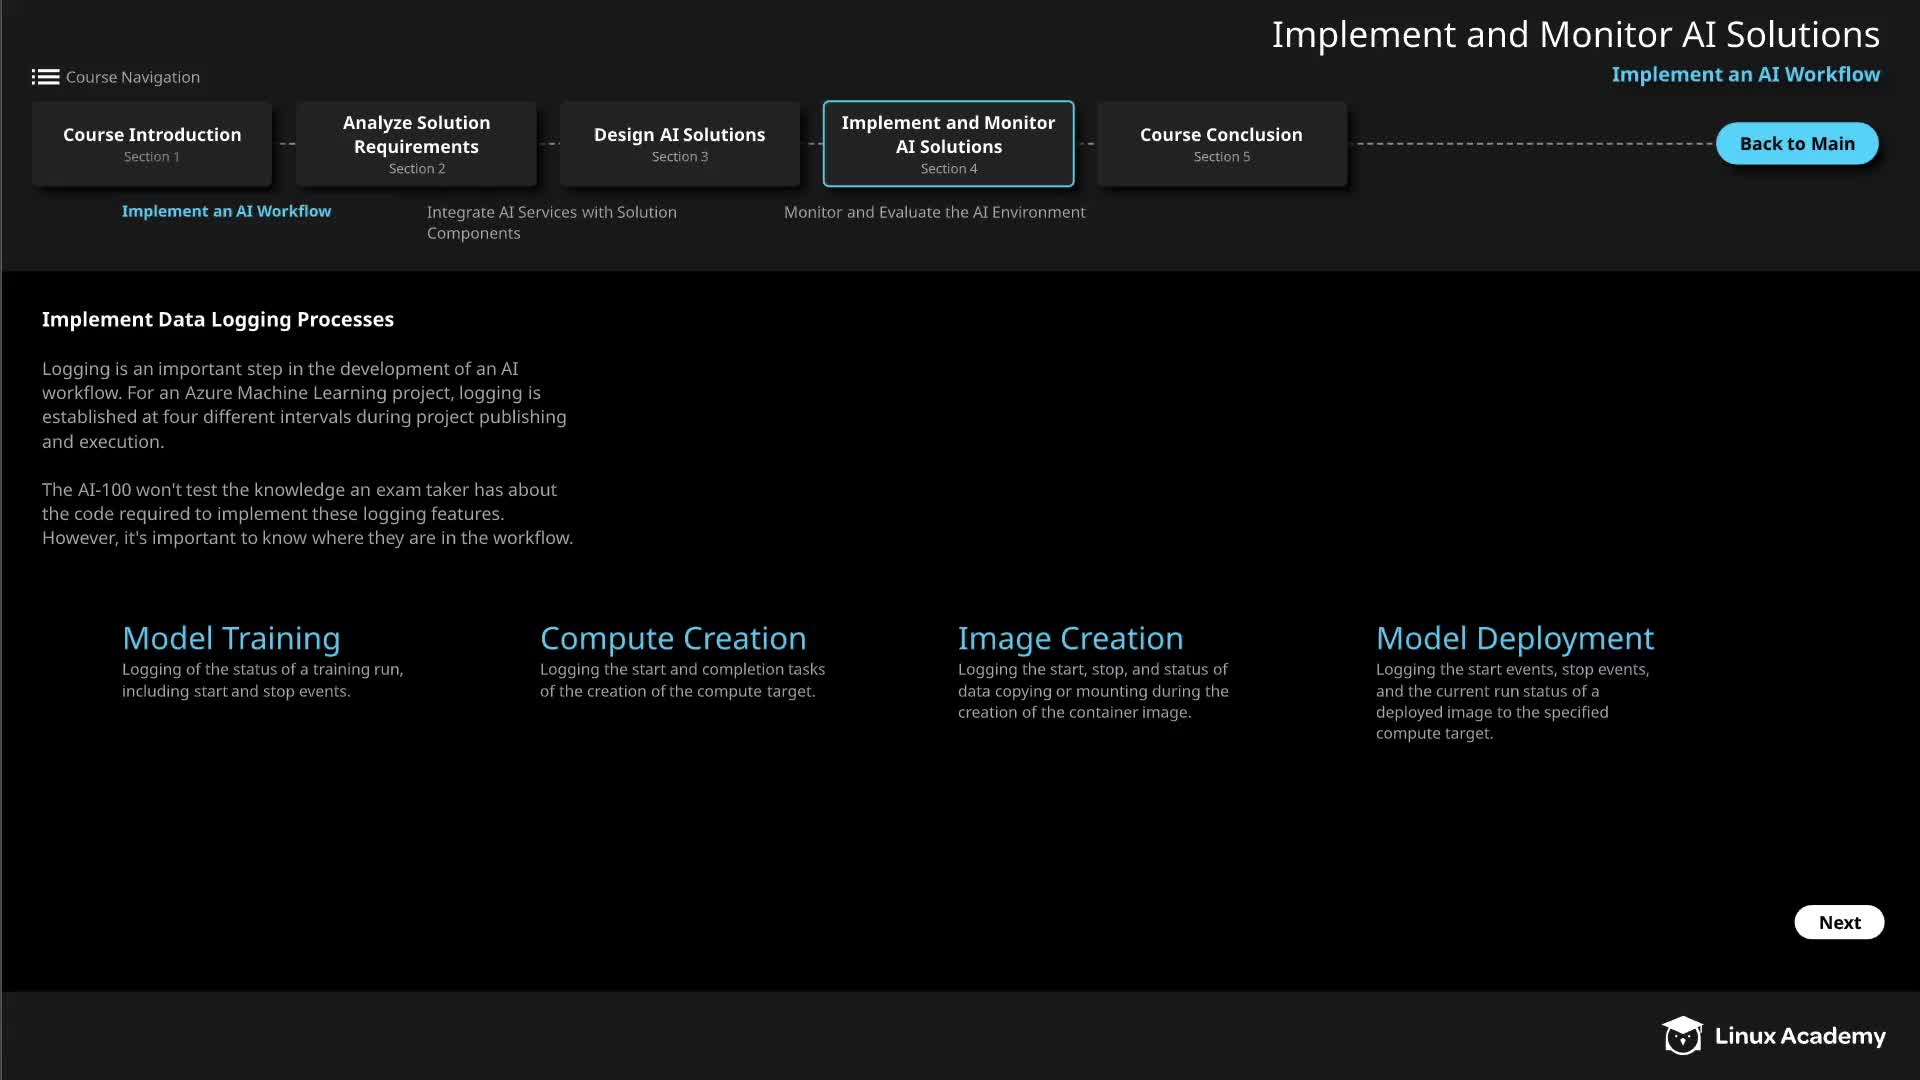 Implement and Monitor AI Solutions
Implement an AI Workflow
Course Navigation
Course Introduction
Section 1
Analyze Solution
Requirements
Section 2
Design AI Solutions
Section 3
Implement and Monitor
AI Solutions
Section 4
Course Conclusion
Section 5
Back to Main
Implement an AI Workflow
Integrate AI Services with Solution
Components
Monitor and Evaluate the AI Environment
Implement Data Logging Processes
Logging is an important step in the development of an AI
workflow. For an Azure Machine Learning project, logging is
established at four different intervals during project publishing
and execution.
The AI-100 won't test the knowledge an exam taker has about
the code required to implement these logging features.
However, it's important to know where they are in the workflow.
Model Training
Logging of the status of a training run,
including start and stop events.
Compute Creation
Logging the start and completion tasks
of the creation of the compute target.
Image Creation
Logging the start, stop, and status of
data copying or mounting during the
creation of the container image.
Model Deployment
Logging the start events, stop events,
and the current run status of a
deployed image to the specified
compute target.
Next
Linux Academy